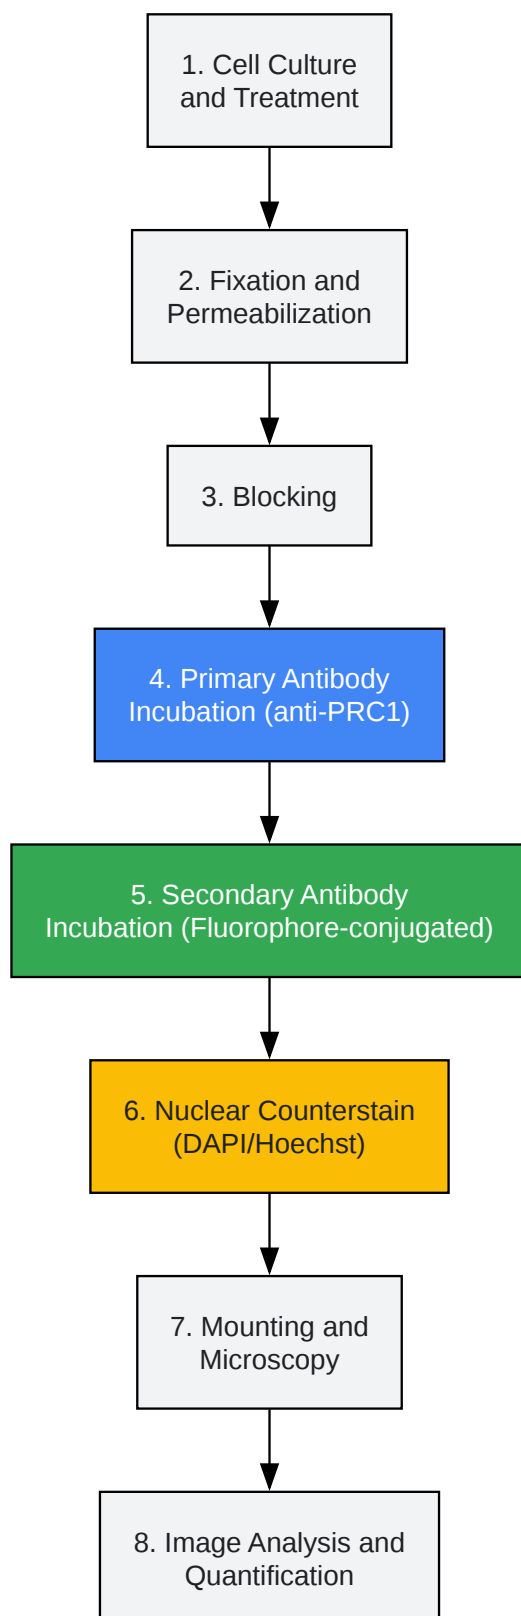 1. Cell Culture
and Treatment
2. Fixation and
Permeabilization
3. Blocking
4. Primary Antibody
Incubation (anti-PRC1)
5. Secondary Antibody
Incubation (Fluorophore-conjugated)
6. Nuclear Counterstain
(DAPI/Hoechst)
7. Mounting and
Microscopy
8. Image Analysis and
Quantification